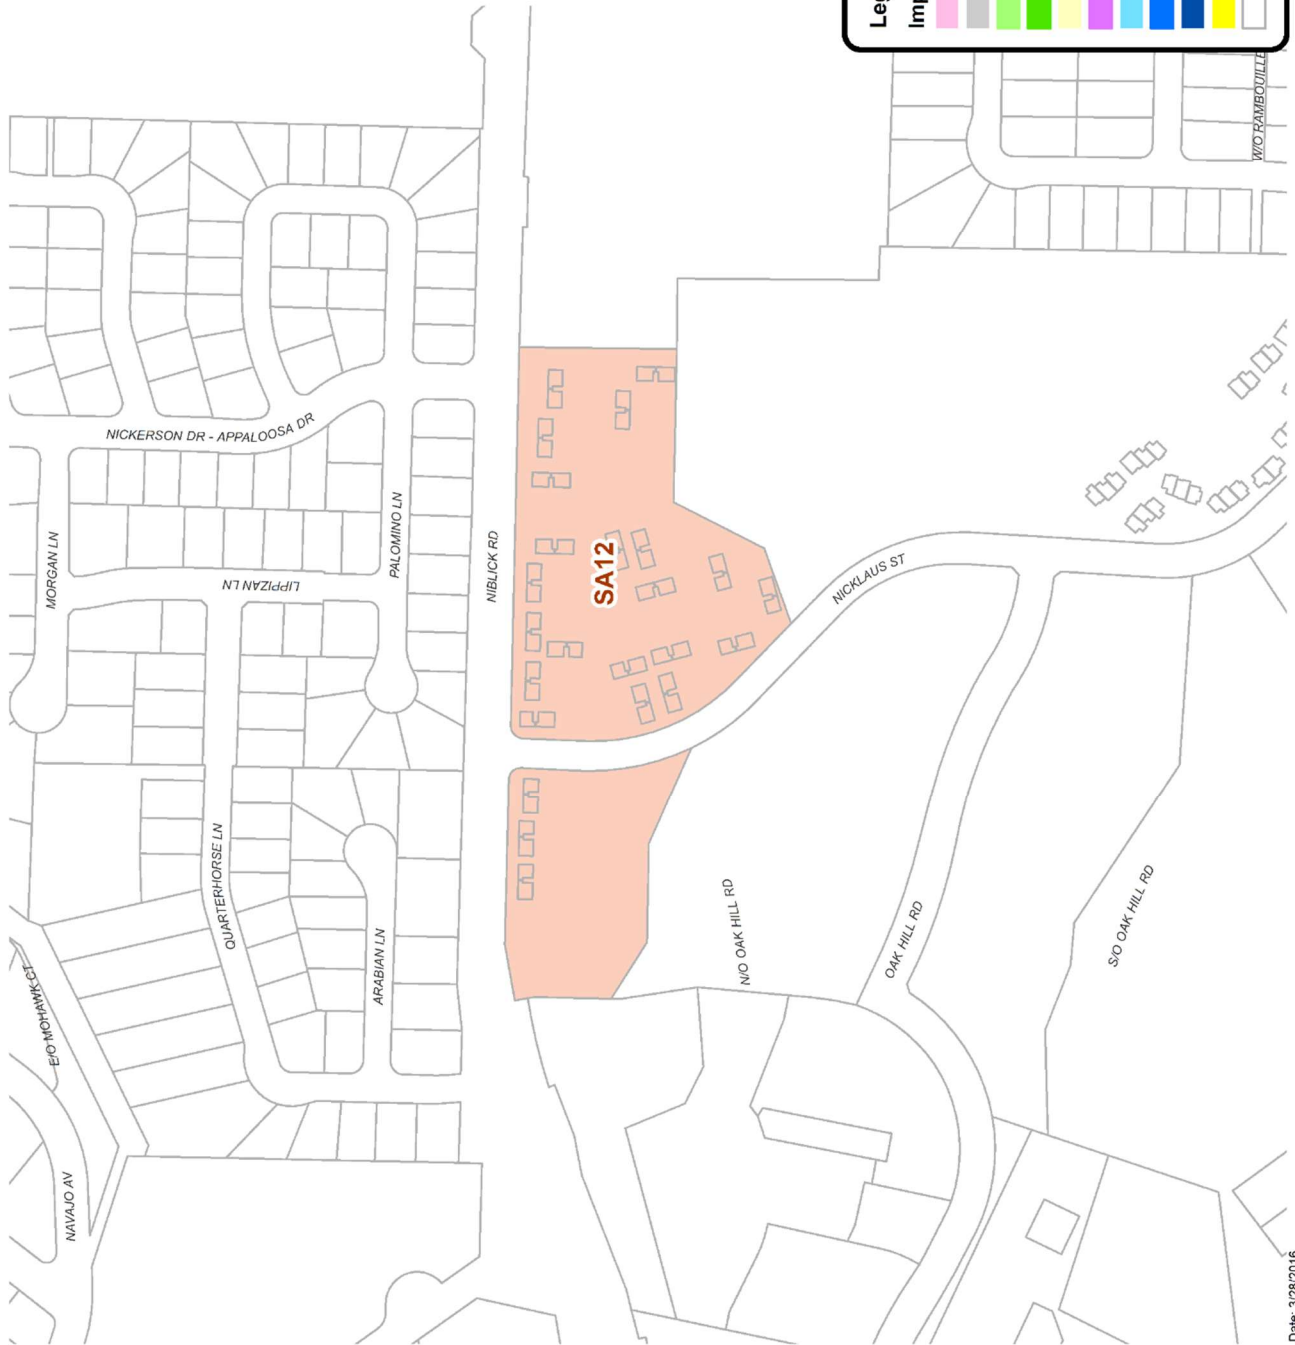 Leg
Imp
W/O RAMBOUILLE
NICKERSON DR - APPALOOSA DR
MORGAN LN
LIPPIZAN LN
PALOMINO LN
NIBLICK RD
SA12
NICKLAUS ST
QUARTERHORSE LN
ARABIAN LN
N/O OAK HILL RD
OAK HILL RD
S/O OAK HILL RD
E/O MOHAWK CT
NAVAJO AV
Date: 3/28/2016